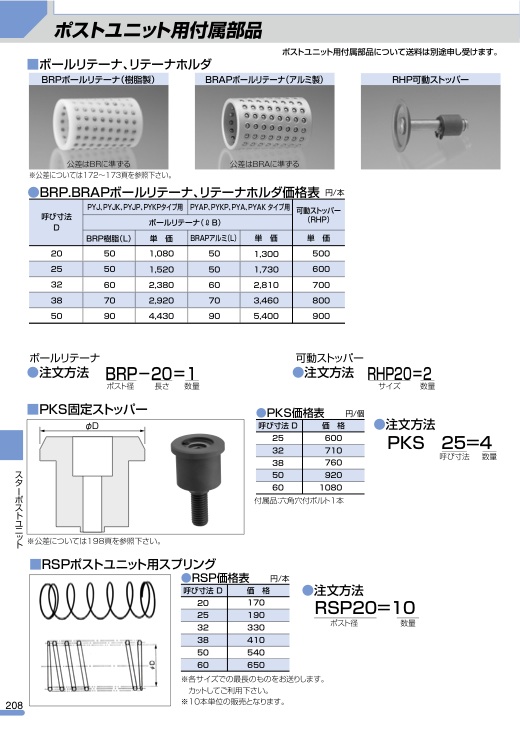 ポストユニット用付属部品
ポストユニット用付属部品について送料は別途申し受けます。
■ボールリテーナ、リテーナホルダ
BRPボールリテーナ(樹脂製)
BRAPボールリテーナ(アルミ製)
RHP可動ストッパー
公差はBRに準ずる
公差はBRAに準ずる
※公差については172〜173頁を参照下さい。
●BRP.BRAPボールリテーナ、リテーナホルダ価格表 円/本
呼び寸法 D
PYJ,PYJK,PYJP,PYKPタイプ用 PYAP,PYKP,PYA,PYAK タイプ用 可動ストッパー(RHP)
ボールリテーナ(ℓB)
BRP樹脂(L) 単価 BRAPアルミ(L) 単価 単価
20 50 1,080 50 1,300 500
25 50 1,520 50 1,730 600
32 60 2,380 60 2,810 700
38 70 2,920 70 3,460 800
50 90 4,430 90 5,400 900
ボールリテーナ
●注文方法 BRP−20=1
ポスト径 長さ 数量
可動ストッパー
●注文方法 RHP20=2
サイズ 数量
■PKS固定ストッパー
φD
※公差については198頁を参照下さい。
●PKS価格表 円/個
呼び寸法 D 価格
25 600
32 710
38 760
50 920
60 1080
付属品:六角穴付ボルト1本
●注文方法
PKS 25=4
呼び寸法 数量
スターポストユニット
■RSPポストユニット用スプリング
φD
●RSP価格表 円/本
呼び寸法 D 価格
20 170
25 190
32 330
38 410
50 540
60 650
※各サイズでの最長のものをお送りします。
カットしてご利用下さい。
※10本単位の販売となります。
●注文方法
RSP20=10
ポスト径 数量
208